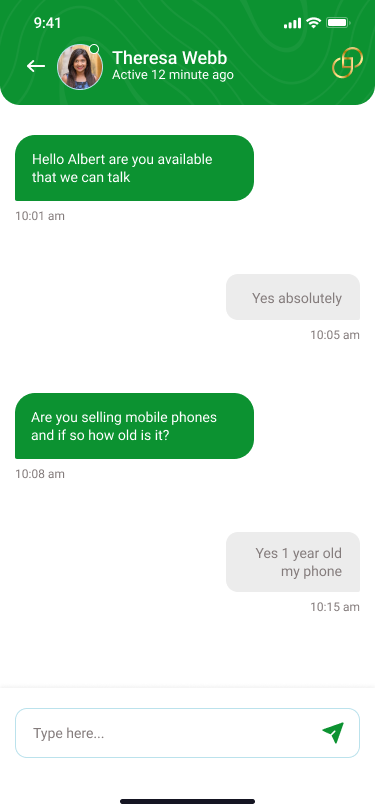 9:41
Theresa Webb
Active 12 minute ago
Hello Albert are you available
that we can talk
10:01 am
Yes absolutely
10:05 am
Are you selling mobile phones
and if so how old is it?
10:08 am
Yes 1 year old
my phone
10:15 am
Type here...